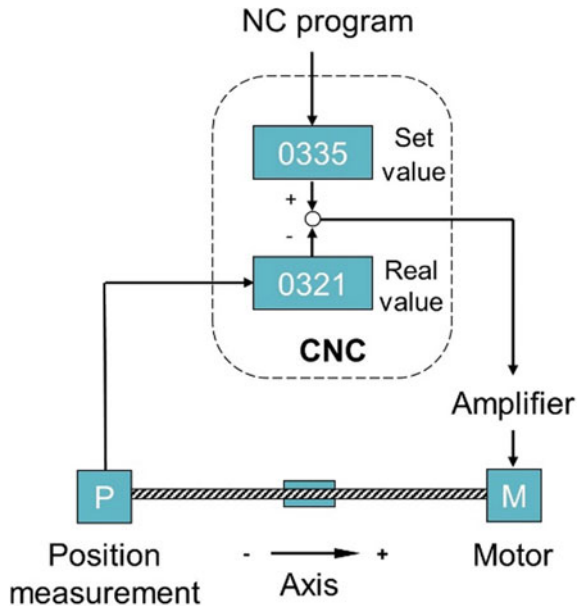 NC program
0335
Set
value
+
-
0321
Real
value
CNC
Amplifier
P
M
Position
measurement
- +
Axis
Motor